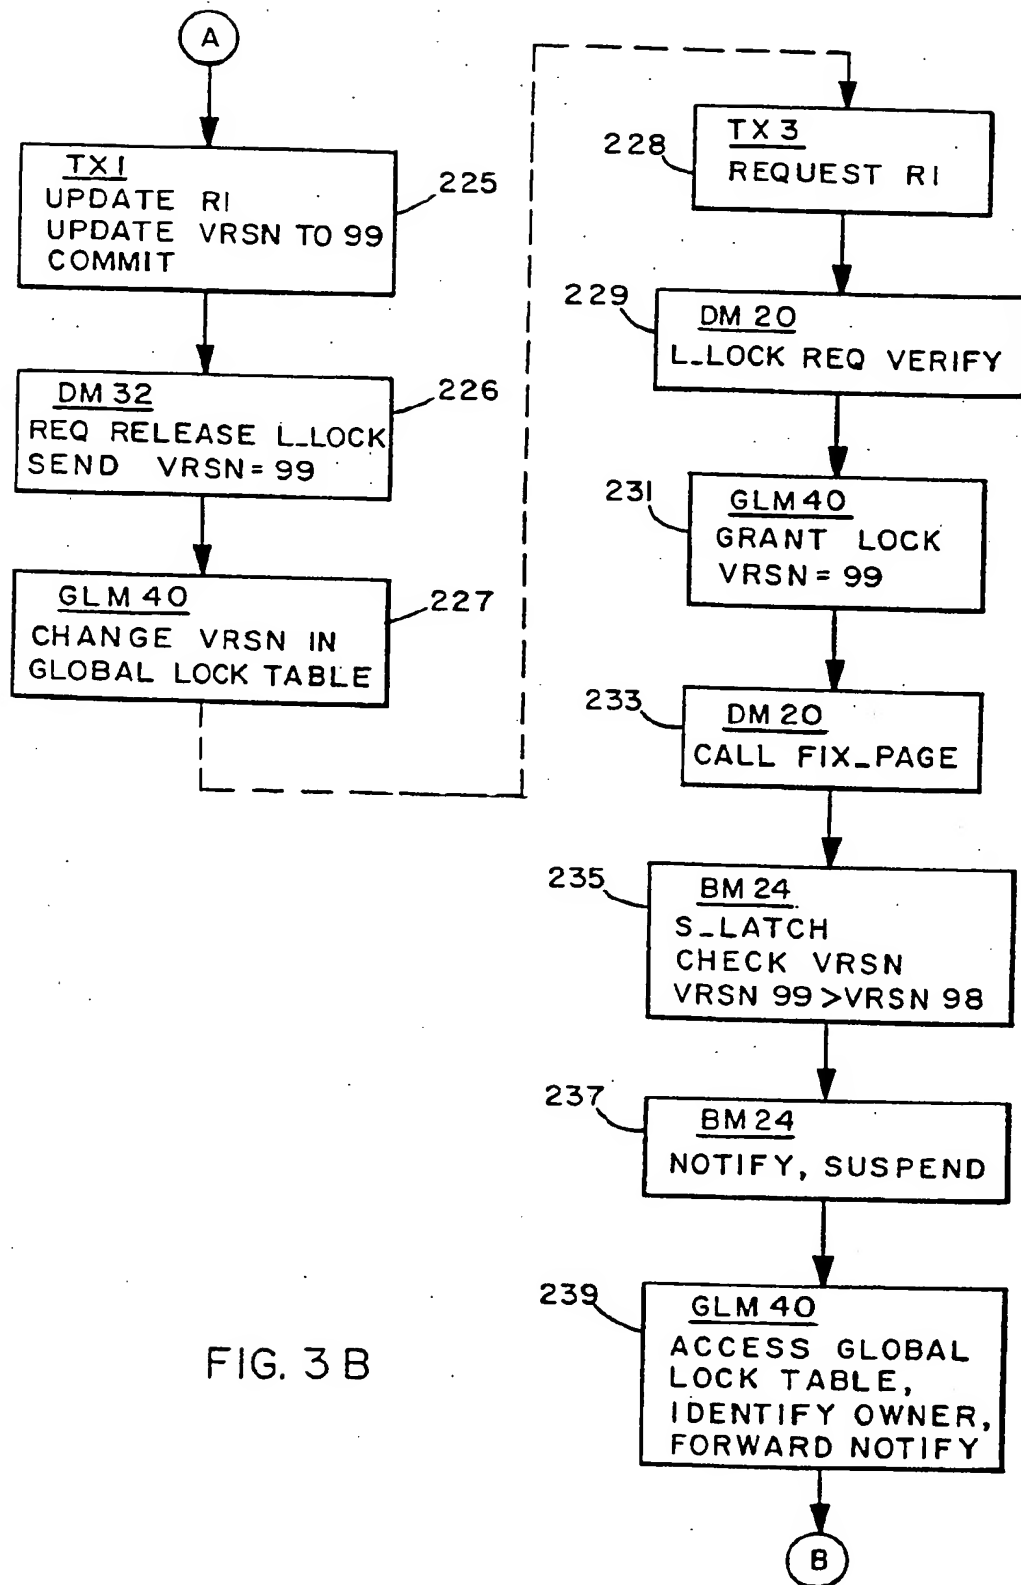 A
TX1
UPDATE R1
UPDATE VRSN TO 99
COMMIT
225
DM 32
REQ RELEASE L_LOCK
SEND VRSN = 99
226
GLM 40
CHANGE VRSN IN
GLOBAL LOCK TABLE
227
228
TX 3
REQUEST R1
229
DM 20
L_LOCK REQ VERIFY
231
GLM 40
GRANT LOCK
VRSN = 99
233
DM 20
CALL FIX_PAGE
235
BM 24
S_LATCH
CHECK VRSN
VRSN 99 > VRSN 98
237
BM 24
NOTIFY, SUSPEND
239
GLM 40
ACCESS GLOBAL
LOCK TABLE,
IDENTIFY OWNER,
FORWARD NOTIFY
B
FIG. 3 B